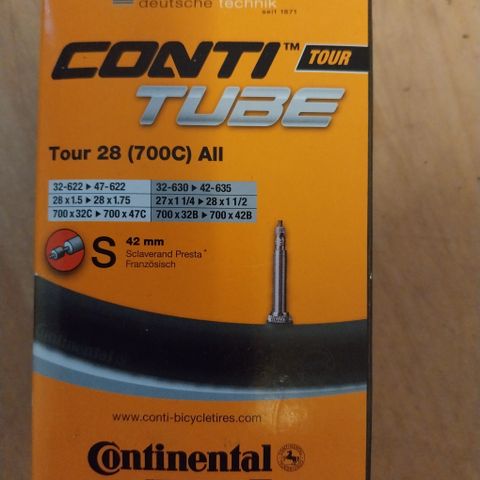 deutsche technik
seit 1871
CONTI™ TOUR
TUBE
Tour 28 (700C) All
32-622 ▸ 47-622 32-630 ▸ 42-635
28 x 1.5 ▸ 28 x 1.75 27 x 1 1/4 ▸ 28 x 1 1/2
700 x 32C ▸ 700 x 47C 700 x 32B ▸ 700 x 42B
S 42 mm
Sclaverand Presta*
Französisch
Continental
www.conti-bicycletires.com
Continental